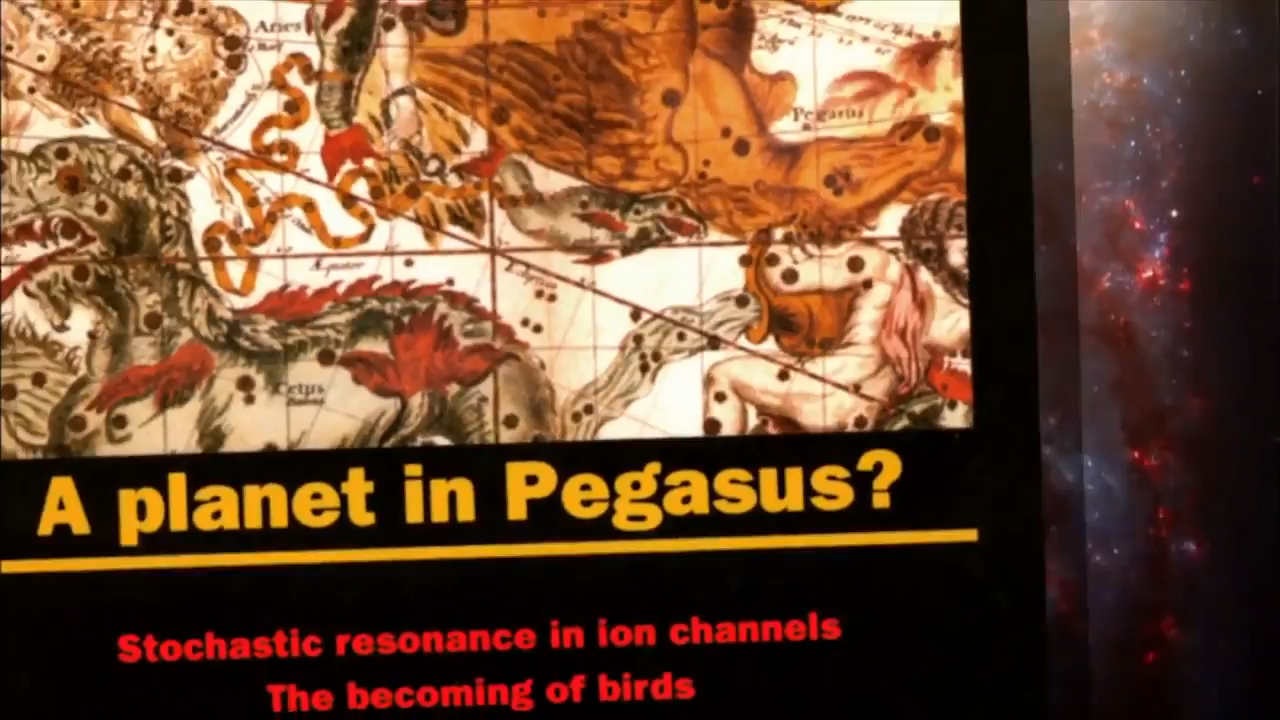 Aries
Pegasus
Cetus
A planet in Pegasus?
Stochastic resonance in ion channels
The becoming of birds